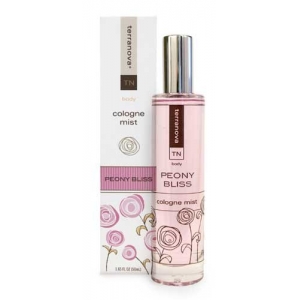 terranova®
TN
body
cologne
mist
PEONY BLISS
terranova
TN
body
PEONY
BLISS
cologne mist